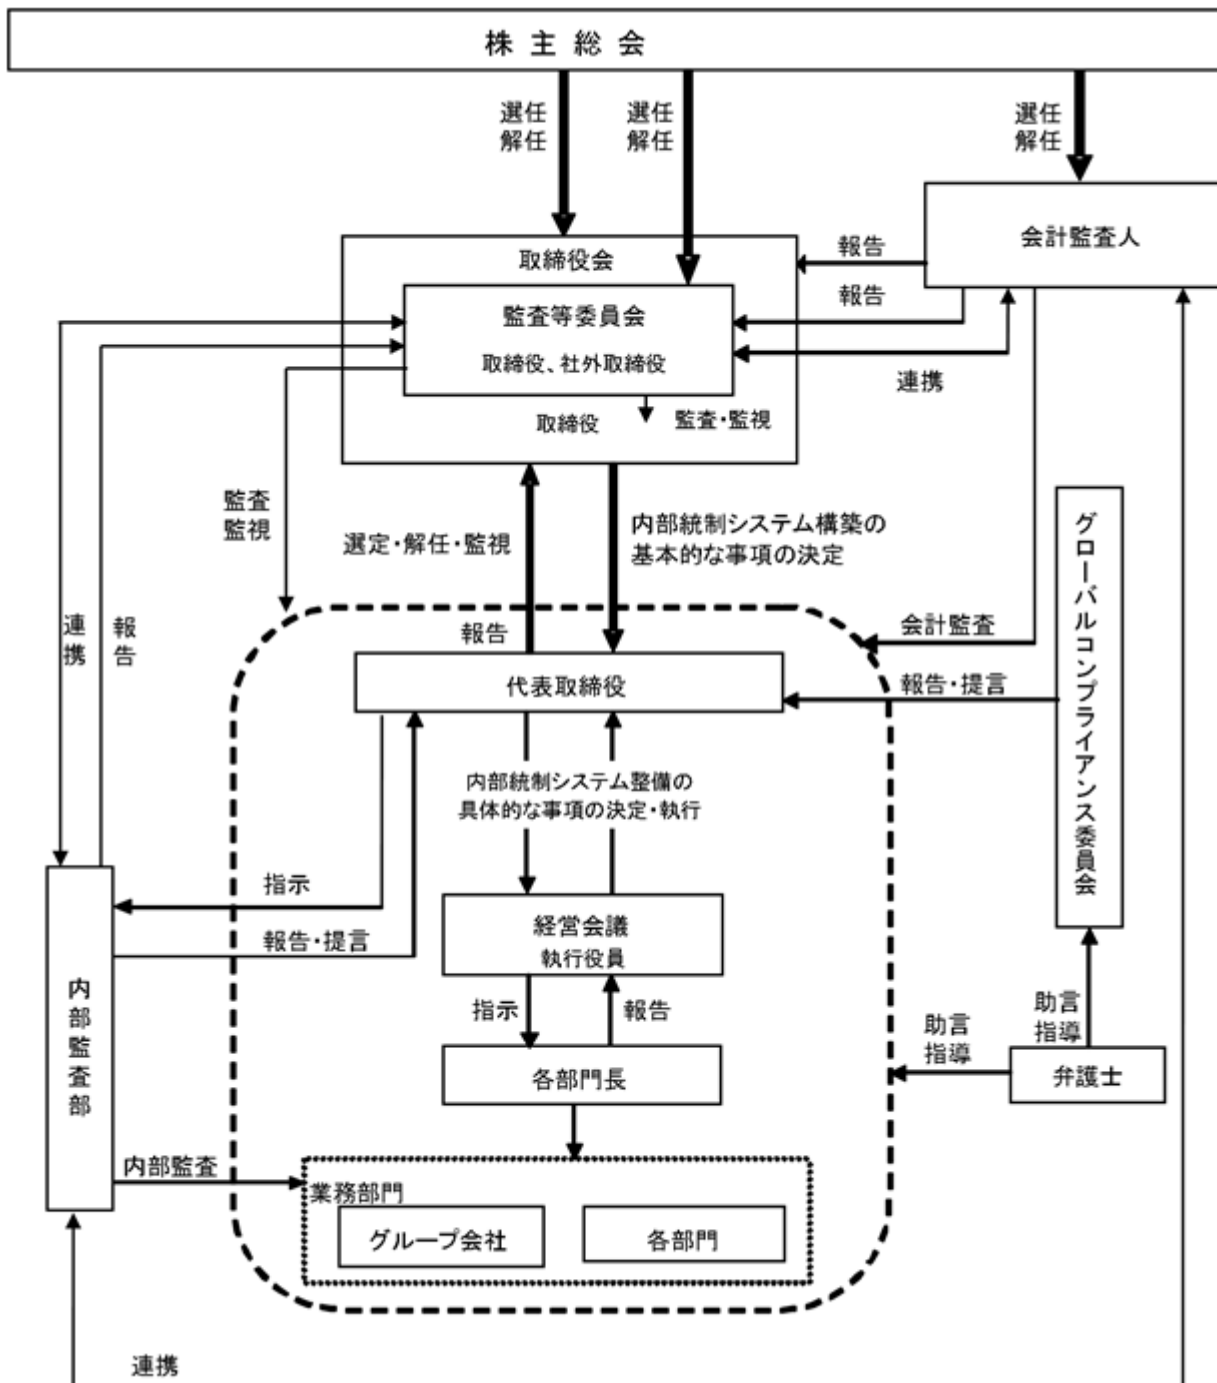 株主総会
選任
解任
選任
解任
選任
解任
会計監査人
取締役会
報告
監査等委員会
報告
取締役、社外取締役
連携
取締役
監査・監視
監査
監視
選定・解任・監視
内部統制システム構築の
基本的な事項の決定
グローバルコンプライアンス委員会
連携
報告
報告
会計監査
代表取締役
報告・提言
内部統制システム整備の
具体的な事項の決定・執行
指示
報告・提言
経営会議
執行役員
内部監査部
指示
報告
助言
指導
助言
指導
各部門長
弁護士
内部監査
業務部門
グループ会社
各部門
連携